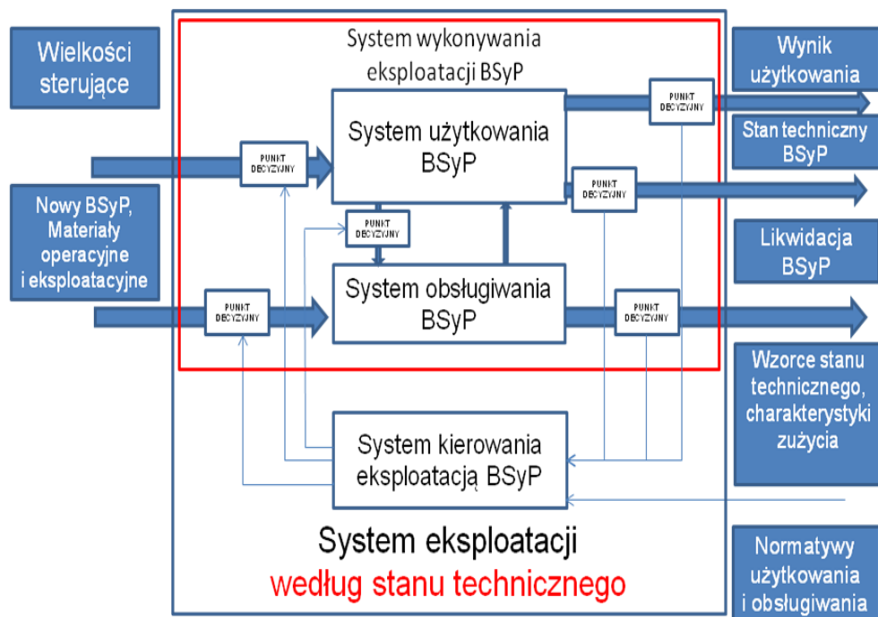 Wielkości
sterujące
Nowy BSyP,
Materiały
operacyjne
i eksploatacyjne
System wykonywania
eksploatacji BSyP
System użytkowania
BSyP
PUNKT
DECYZYJNY
PUNKT
DECYZYJNY
PUNKT
DECYZYJNY
PUNKT
DECYZYJNY
System obsługiwania
BSyP
PUNKT
DECYZYJNY
PUNKT
DECYZYJNY
System kierowania
eksploatacją BSyP
System eksploatacji
według stanu technicznego
Wynik
użytkowania
Stan techniczny
BSyP
Likwidacja
BSyP
Wzorce stanu
technicznego,
charakterystyki
zużycia
Normatywy
użytkowania
i obsługiwania